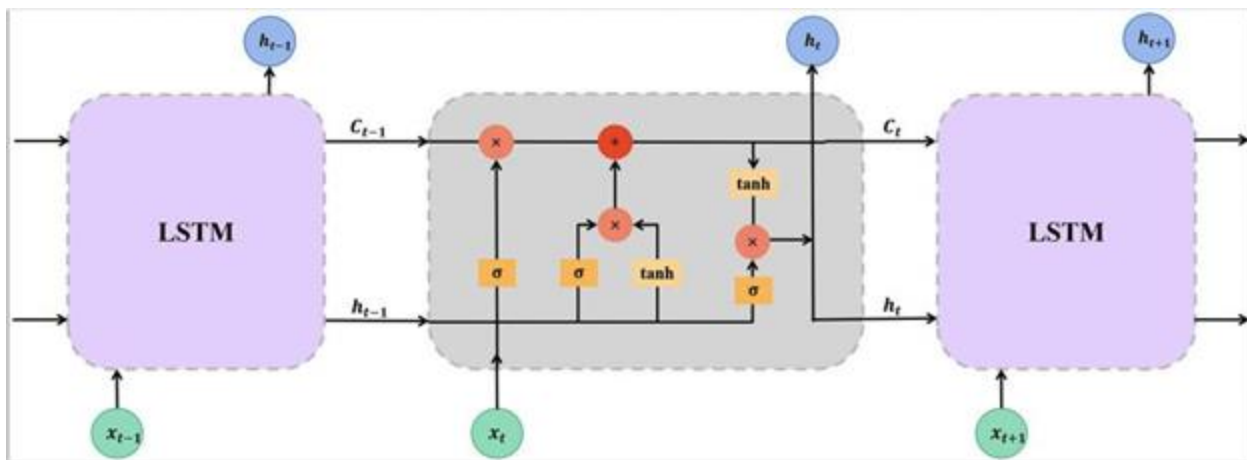 h_{t-1}
h_t
h_{t+1}
C_{t-1}
C_t
×
+
tanh
LSTM
×
×
LSTM
σ
σ
tanh
σ
h_{t-1}
h_t
x_{t-1}
x_t
x_{t+1}